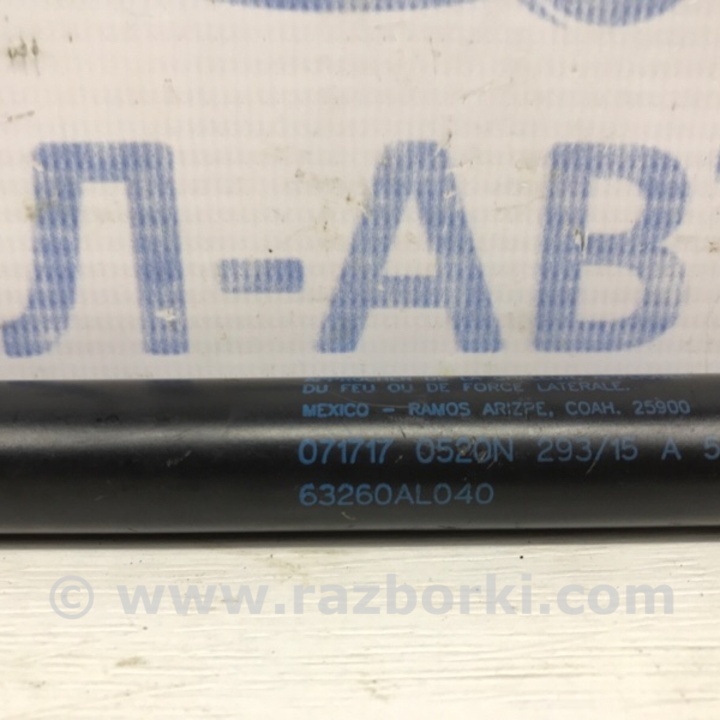 Л-АВ
DU FEU OU DE FORCE LATERALE.
MEXICO - RAMOS ARIZPE, COAH. 25900
071717 0520N 293/15 A 5
63260AL040
© www.razborki.com